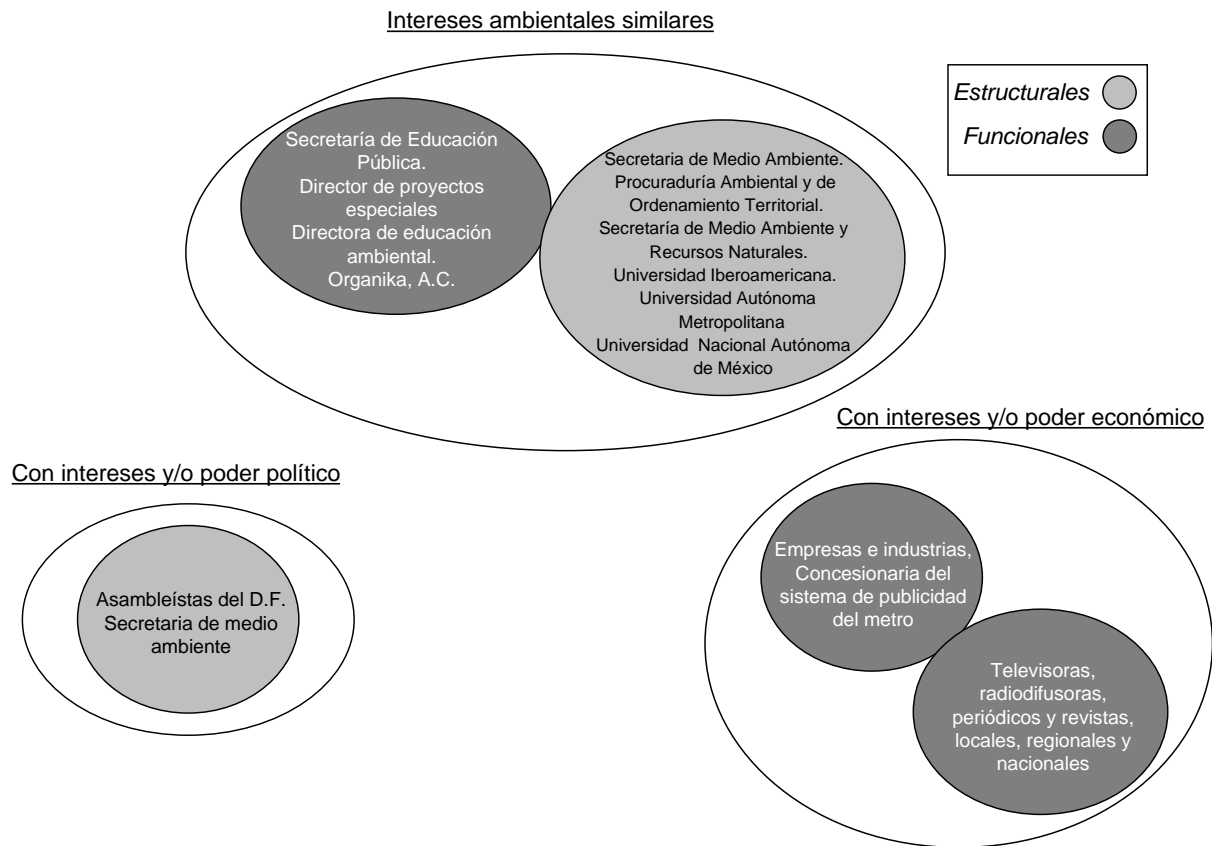 Intereses ambientales similares
Estructurales
Funcionales
Secretaría de Educación
Pública.
Director de proyectos
especiales
Directora de educación
ambiental.
Organika, A.C.
Secretaria de Medio Ambiente.
Procuraduría Ambiental y de
Ordenamiento Territorial.
Secretaría de Medio Ambiente y
Recursos Naturales.
Universidad Iberoamericana.
Universidad Autónoma
Metropolitana
Universidad Nacional Autónoma
de México
Con intereses y/o poder político
Asambleístas del D.F.
Secretaria de medio
ambiente
Con intereses y/o poder económico
Empresas e industrias,
Concesionaria del
sistema de publicidad
del metro
Televisoras,
radiodifusoras,
periódicos y revistas,
locales, regionales y
nacionales